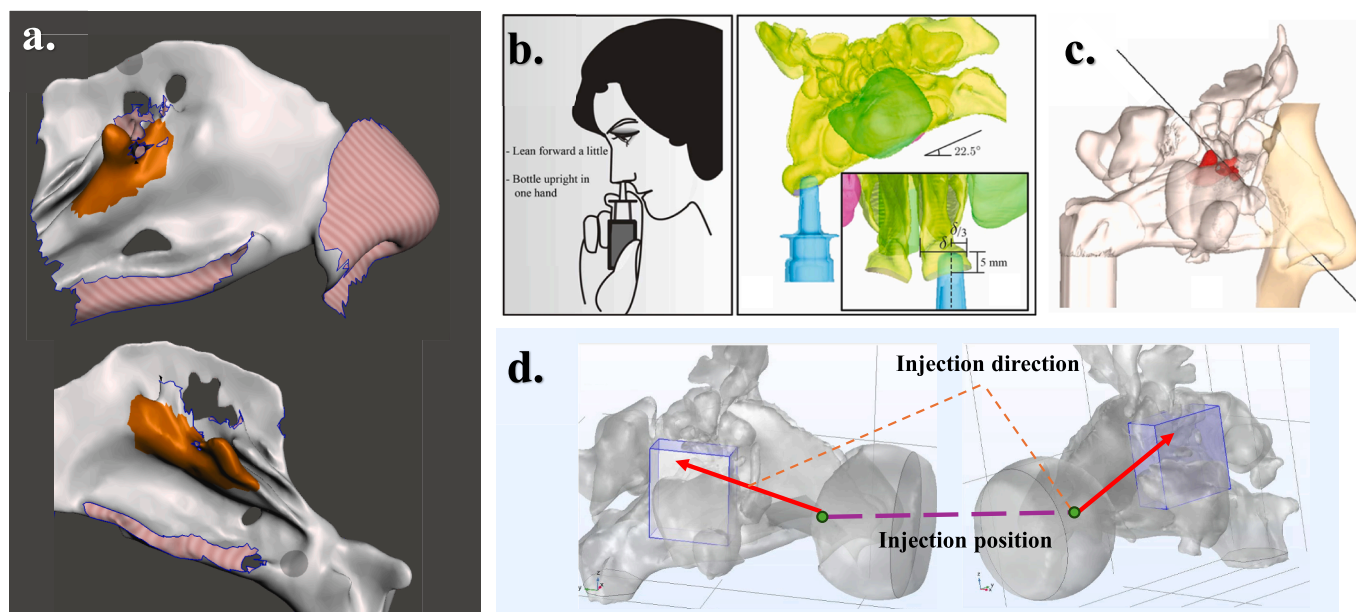 a.
b.
- Lean forward a little
- Bottle upright in
one hand
22.5°
δ
δ/3
5 mm
c.
d.
Injection direction
Injection position
z
y
x
z
x